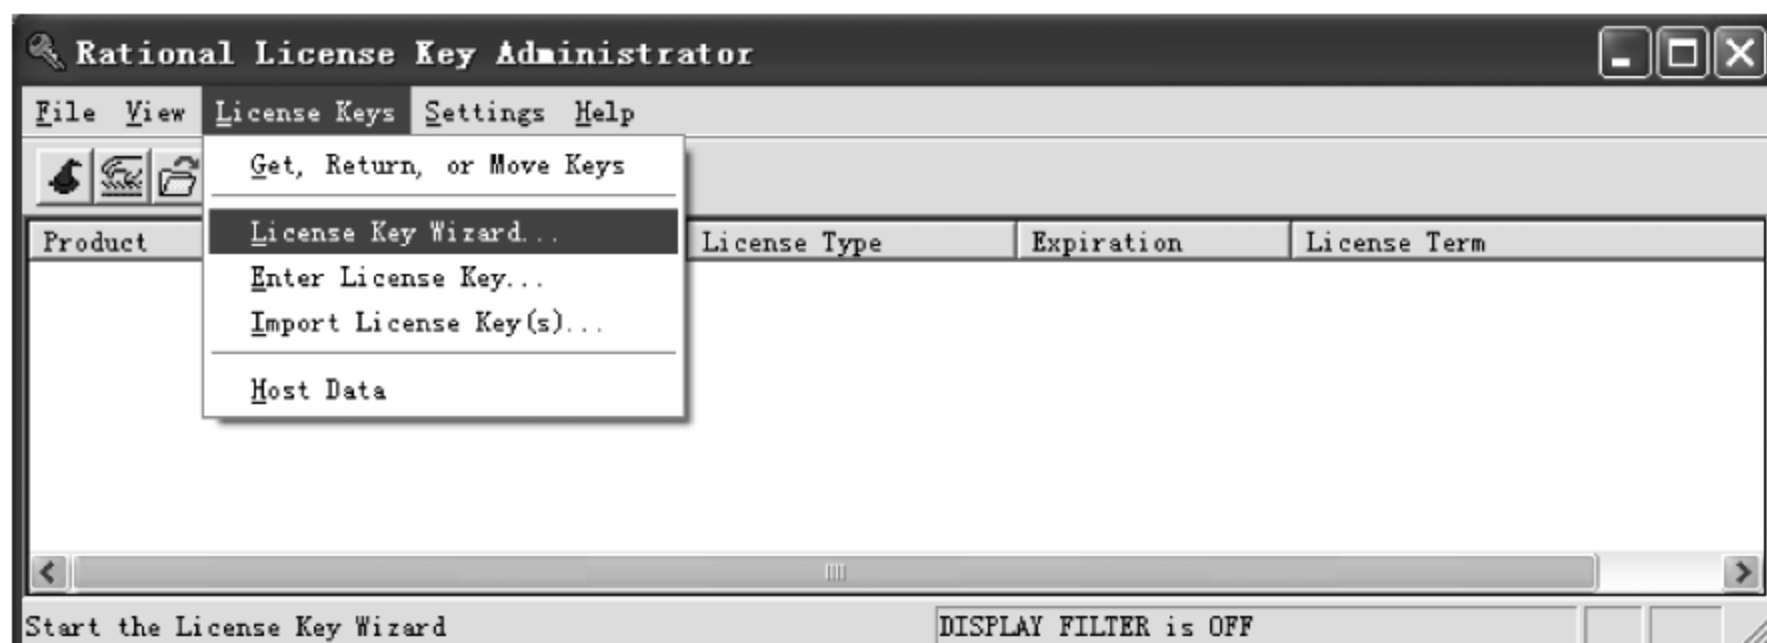 Rational License Key Administrator
File View License Keys Settings Help
Get, Return, or Move Keys
License Key Wizard...
Product License Type Expiration License Term
Enter License Key...
Import License Key(s)...
Host Data
Start the License Key Wizard DISPLAY FILTER is OFF